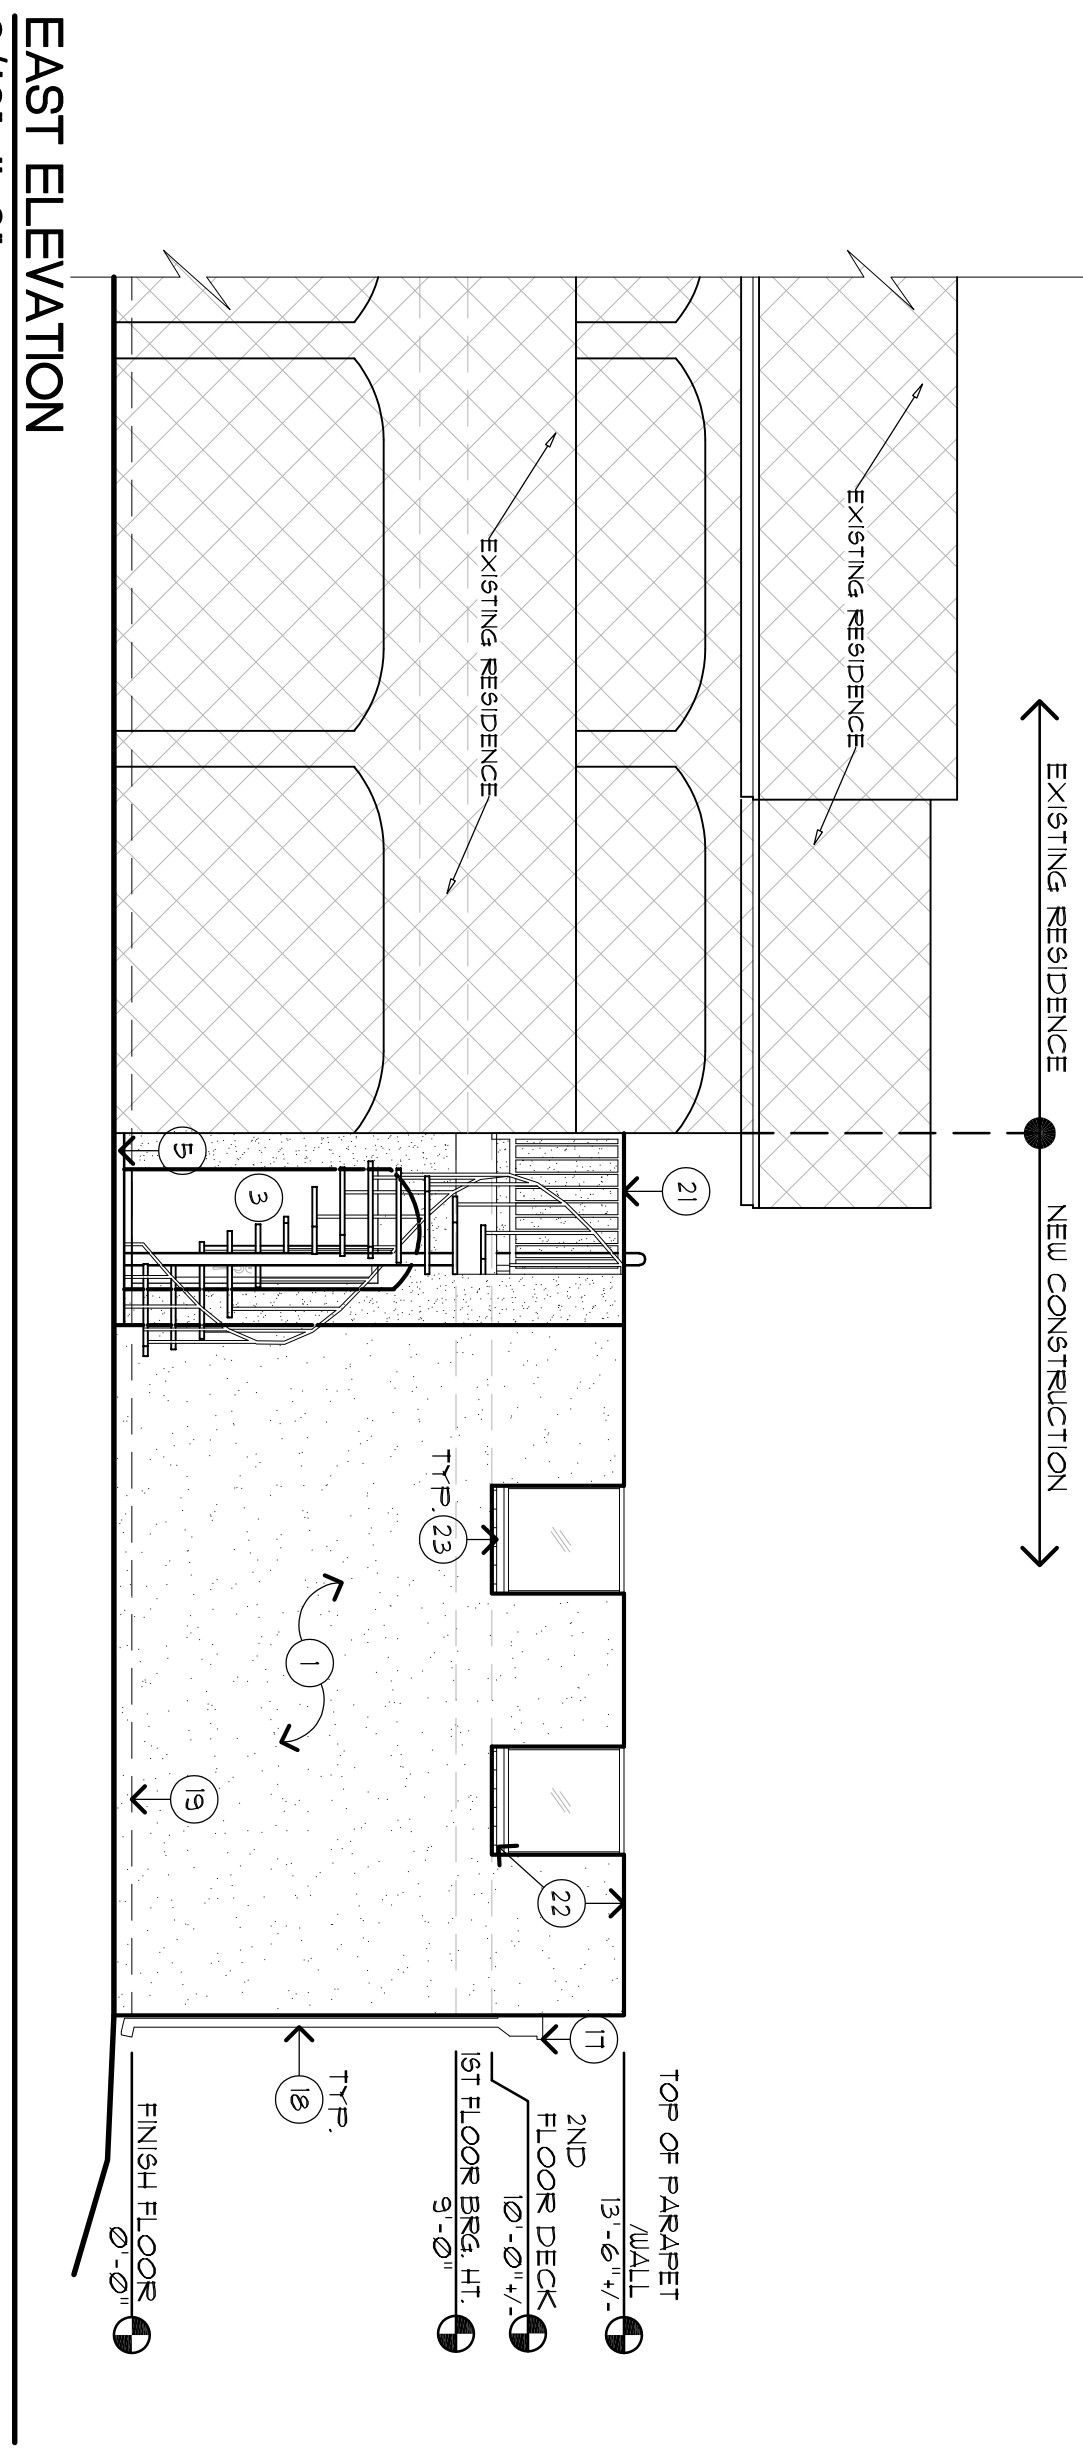 EXISTING RESIDENCE
NEW CONSTRUCTION
EXISTING RESIDENCE
EXISTING RESIDENCE
21
TOP OF PARAPET
WALL
13'-6"+/-
17
22
2ND
FLOOR DECK
10'-0"+/-
TYP.
23
1ST FLOOR BRG. HT.
9'-0"
TYP.
18
1
3
5
19
FINISH FLOOR
0'-0"
EAST ELEVATION